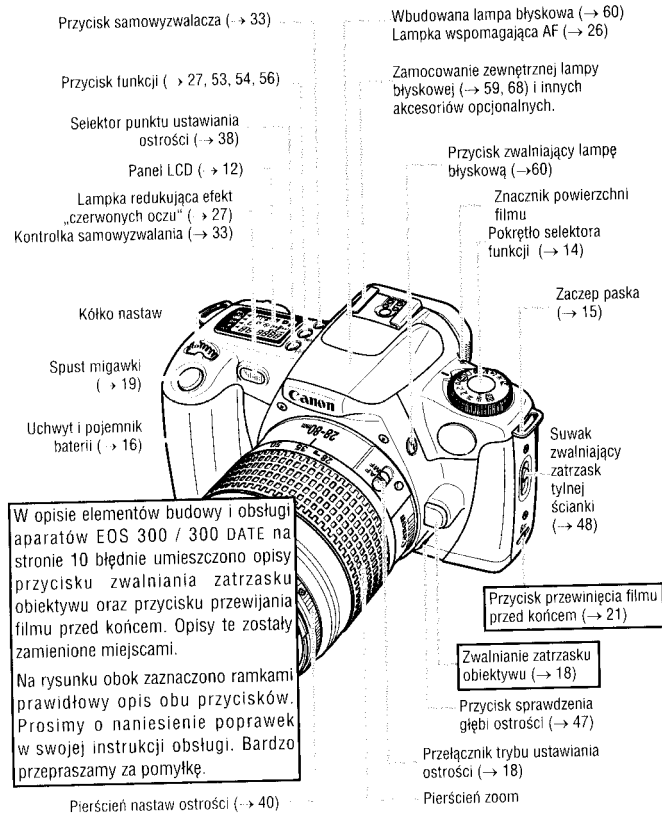 Przycisk samowyzwalacza (→ 33)
Przycisk funkcji (→ 27, 53, 54, 56)
Selektor punktu ustawiania
ostrości (→ 38)
Panel LCD (→ 12)
Lampka redukująca efekt
„czerwonych oczu“ (→ 27)
Kontrolka samowyzwalania (→ 33)
Kółko nastaw
Spust migawki
(→ 19)
Uchwyt i pojemnik
baterii (→ 16)
Wbudowana lampa błyskowa (→ 60)
Lampka wspomagająca AF (→ 26)
Zamocowanie zewnętrznej lampy
błyskowej (→ 59, 68) i innych
akcesoriów opcjonalnych.
Przycisk zwalniający lampę
błyskową (→60)
Znacznik powierzchni
filmu
Pokrętło selektora
funkcji (→ 14)
Zaczep paska
(→ 15)
Suwak
zwalniający
zatrzask
tylnej
ścianki
(→ 48)
Canon
28-80mm
28 35 50
AF
MF
W opisie elementów budowy i obsługi
aparatów EOS 300 / 300 DATE na
stronie 10 błędnie umieszczono opisy
przycisku zwalniania zatrzasku
obiektywu oraz przycisku przewijania
filmu przed końcem. Opisy te zostały
zamienione miejscami.
Na rysunku obok zaznaczono ramkami
prawidłowy opis obu przycisków.
Prosimy o naniesienie poprawek
w swojej instrukcji obsługi. Bardzo
przepraszamy za pomyłkę.
Przycisk przewinięcia filmu
przed końcem (→ 21)
Zwalnianie zatrzasku
obiektywu (→ 18)
Przycisk sprawdzenia
głębi ostrości (→ 47)
Przełącznik trybu ustawiania
ostrości (→ 18)
Pierścień zoom
Pierścień nastaw ostrości (→ 40)